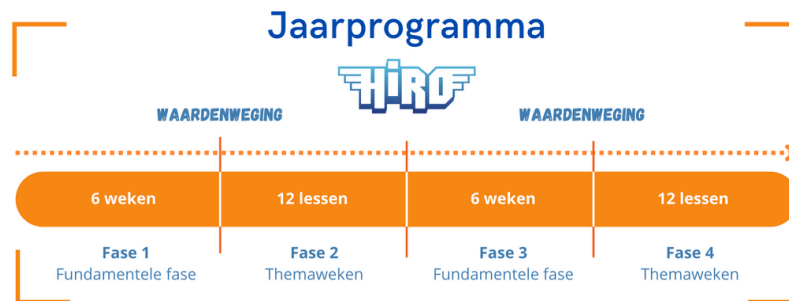 Jaarprogramma
HIRO
WAARDENWEGING
WAARDENWEGING
6 weken
12 lessen
6 weken
12 lessen
Fase 1
Fundamentele fase
Fase 2
Themaweken
Fase 3
Fundamentele fase
Fase 4
Themaweken